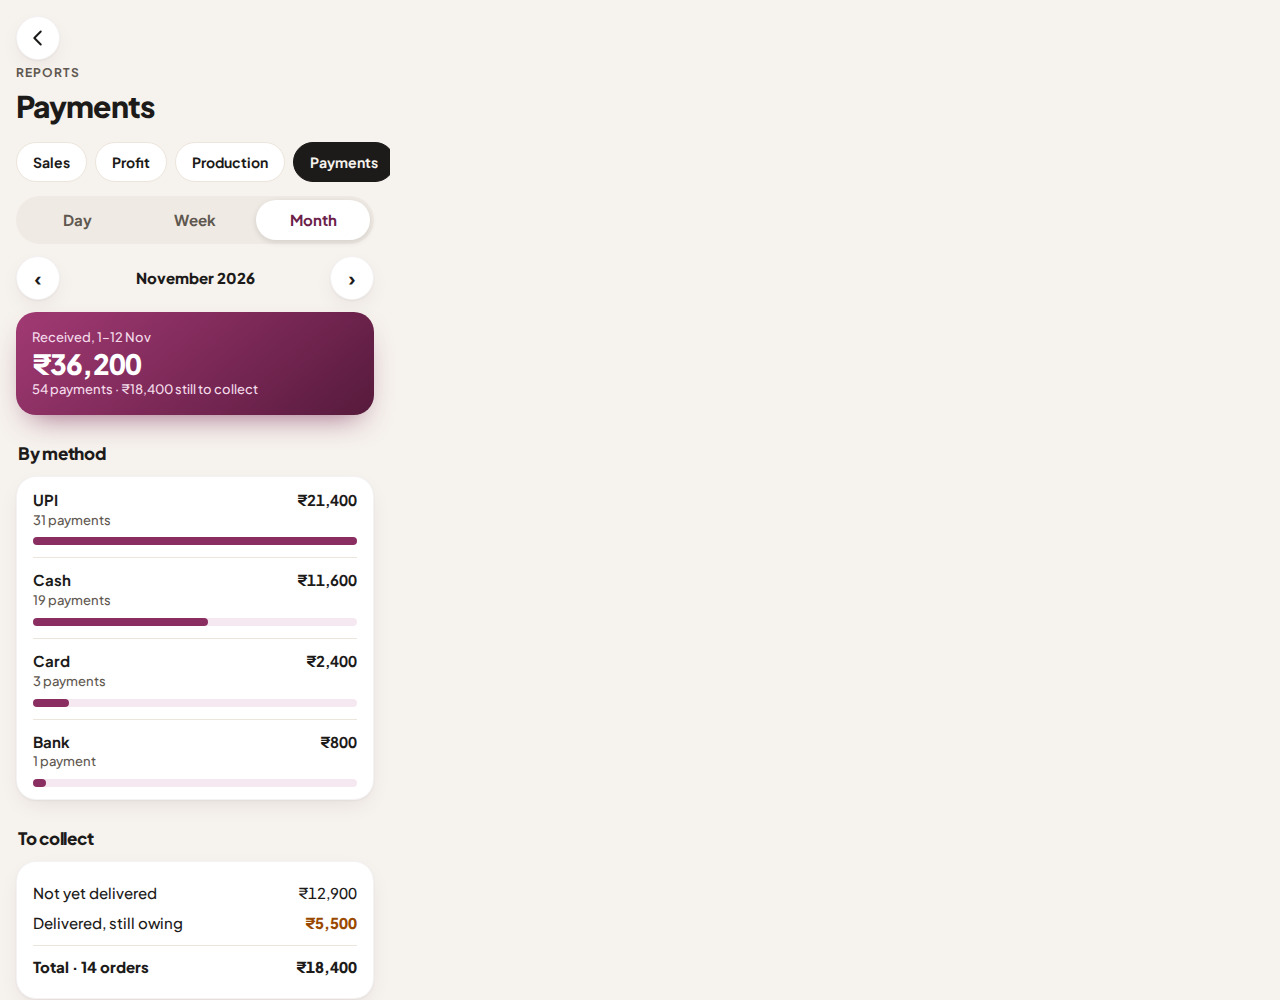 REPORTS
Payments
Sales Profit Production Payments
Day Week Month
‹ November 2026 ›
Received, 1–12 Nov
₹36,200
54 payments · ₹18,400 still to collect
By method
UPI ₹21,400
31 payments
Cash ₹11,600
19 payments
Card ₹2,400
3 payments
Bank ₹800
1 payment
To collect
Not yet delivered ₹12,900
Delivered, still owing ₹5,500
Total · 14 orders ₹18,400